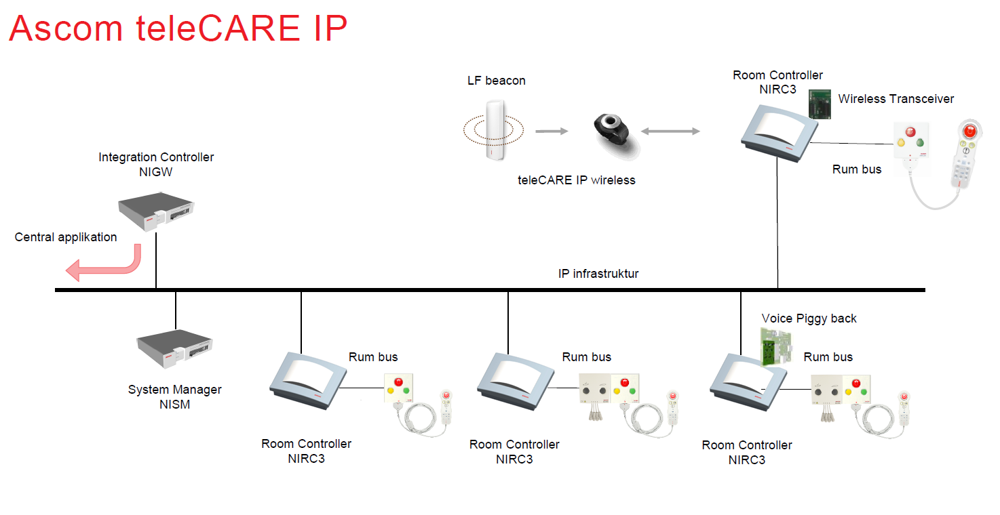 Ascom teleCARE IP
LF beacon
Room Controller
NIRC3
Wireless Transceiver
Integration Controller
NIGW
Rum bus
teleCARE IP wireless
Central applikation
IP infrastruktur
Voice Piggy back
Rum bus
Rum bus
Rum bus
System Manager
NISM
Room Controller
NIRC3
Room Controller
NIRC3
Room Controller
NIRC3